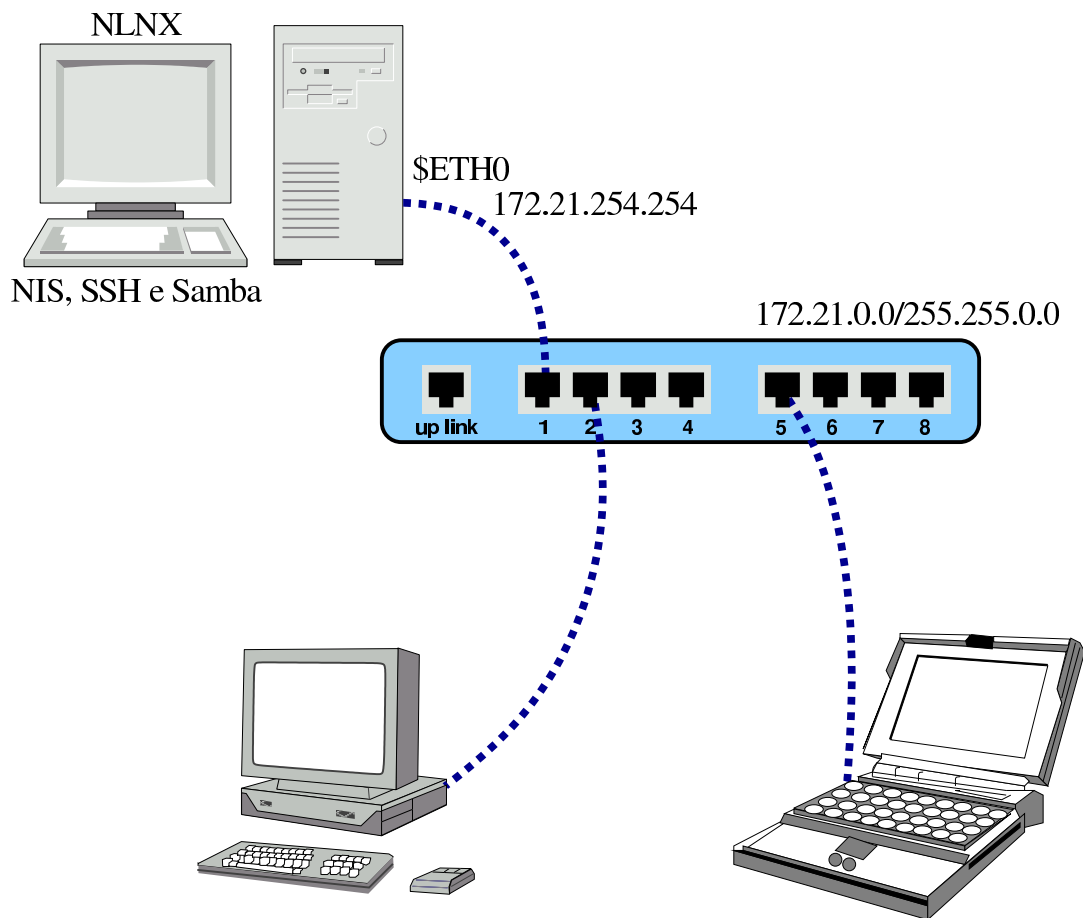 NLNX
$ETH0
172.21.254.254
NIS, SSH e Samba
172.21.0.0/255.255.0.0
up link 1 2 3 4 5 6 7 8